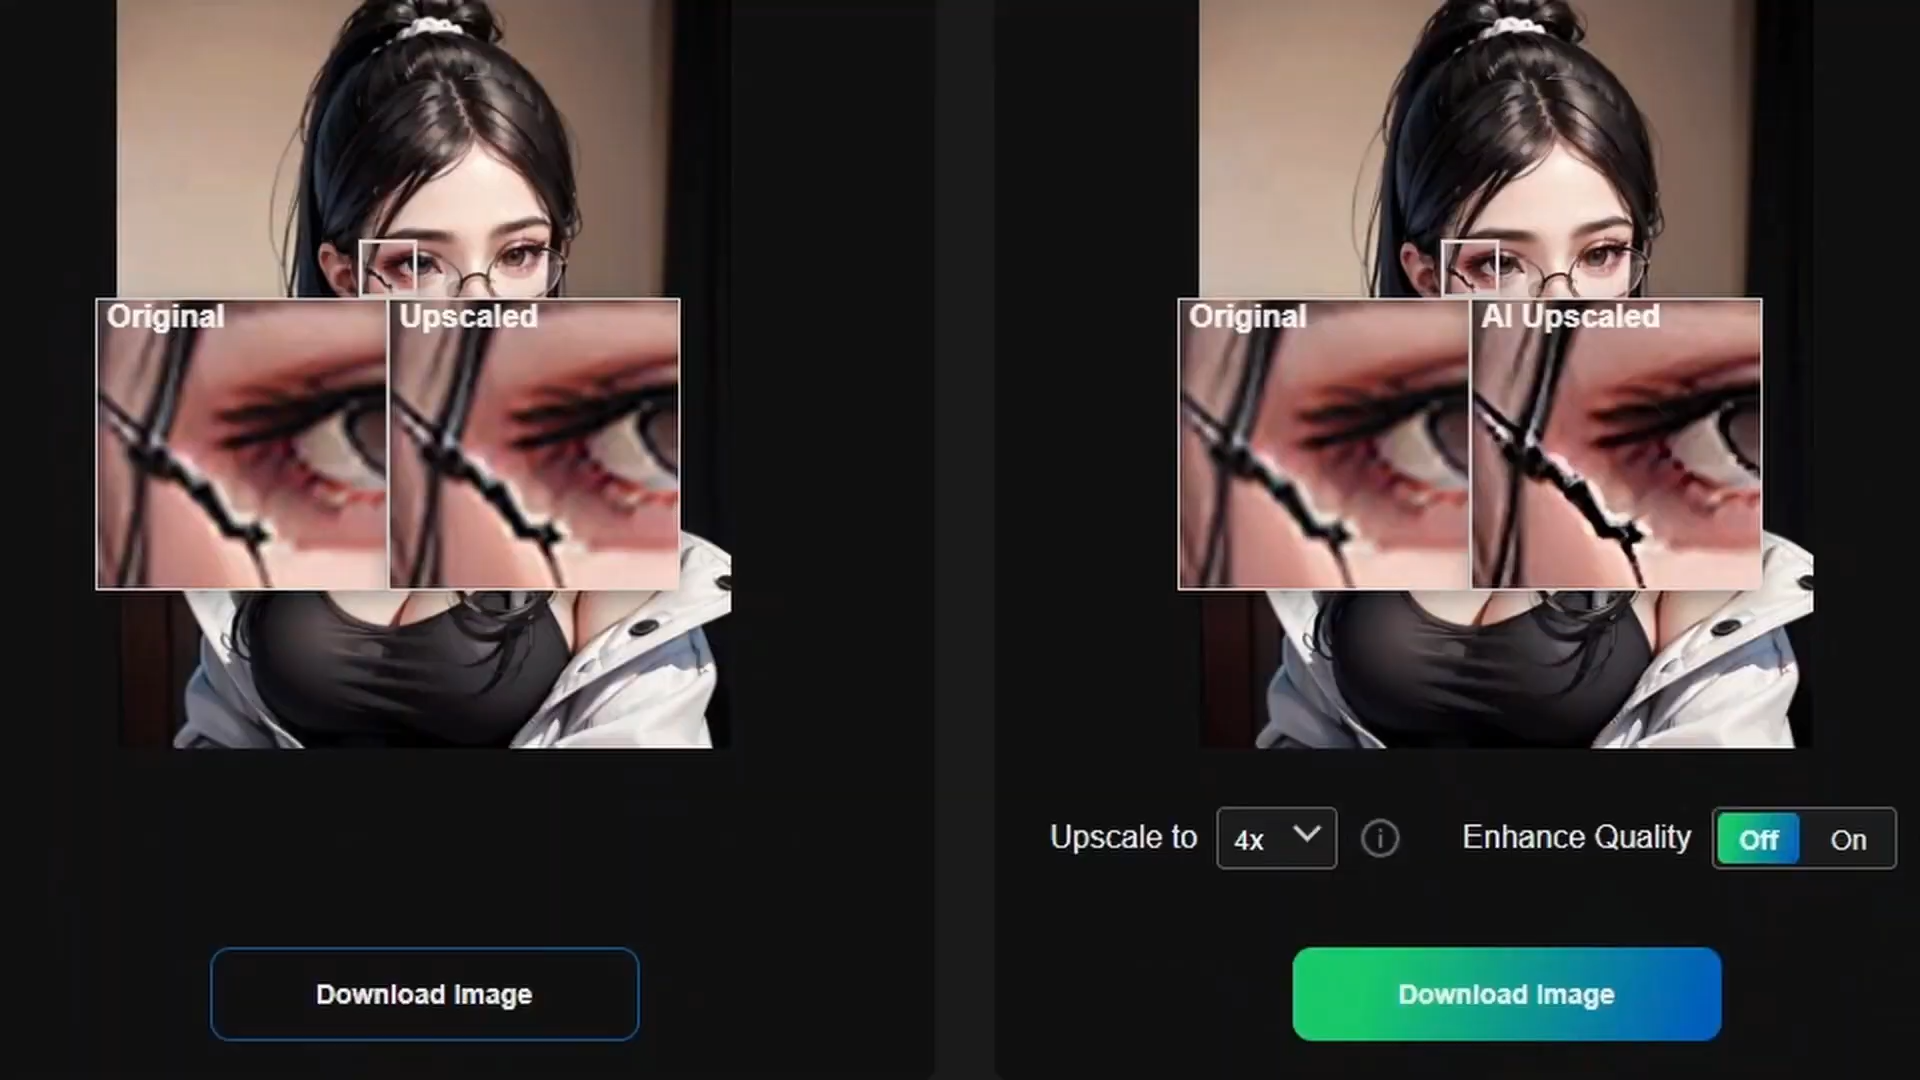 Original
Upscaled
Original
AI Upscaled
Upscale to
4x
Enhance Quality
Off
On
Download Image
Download Image